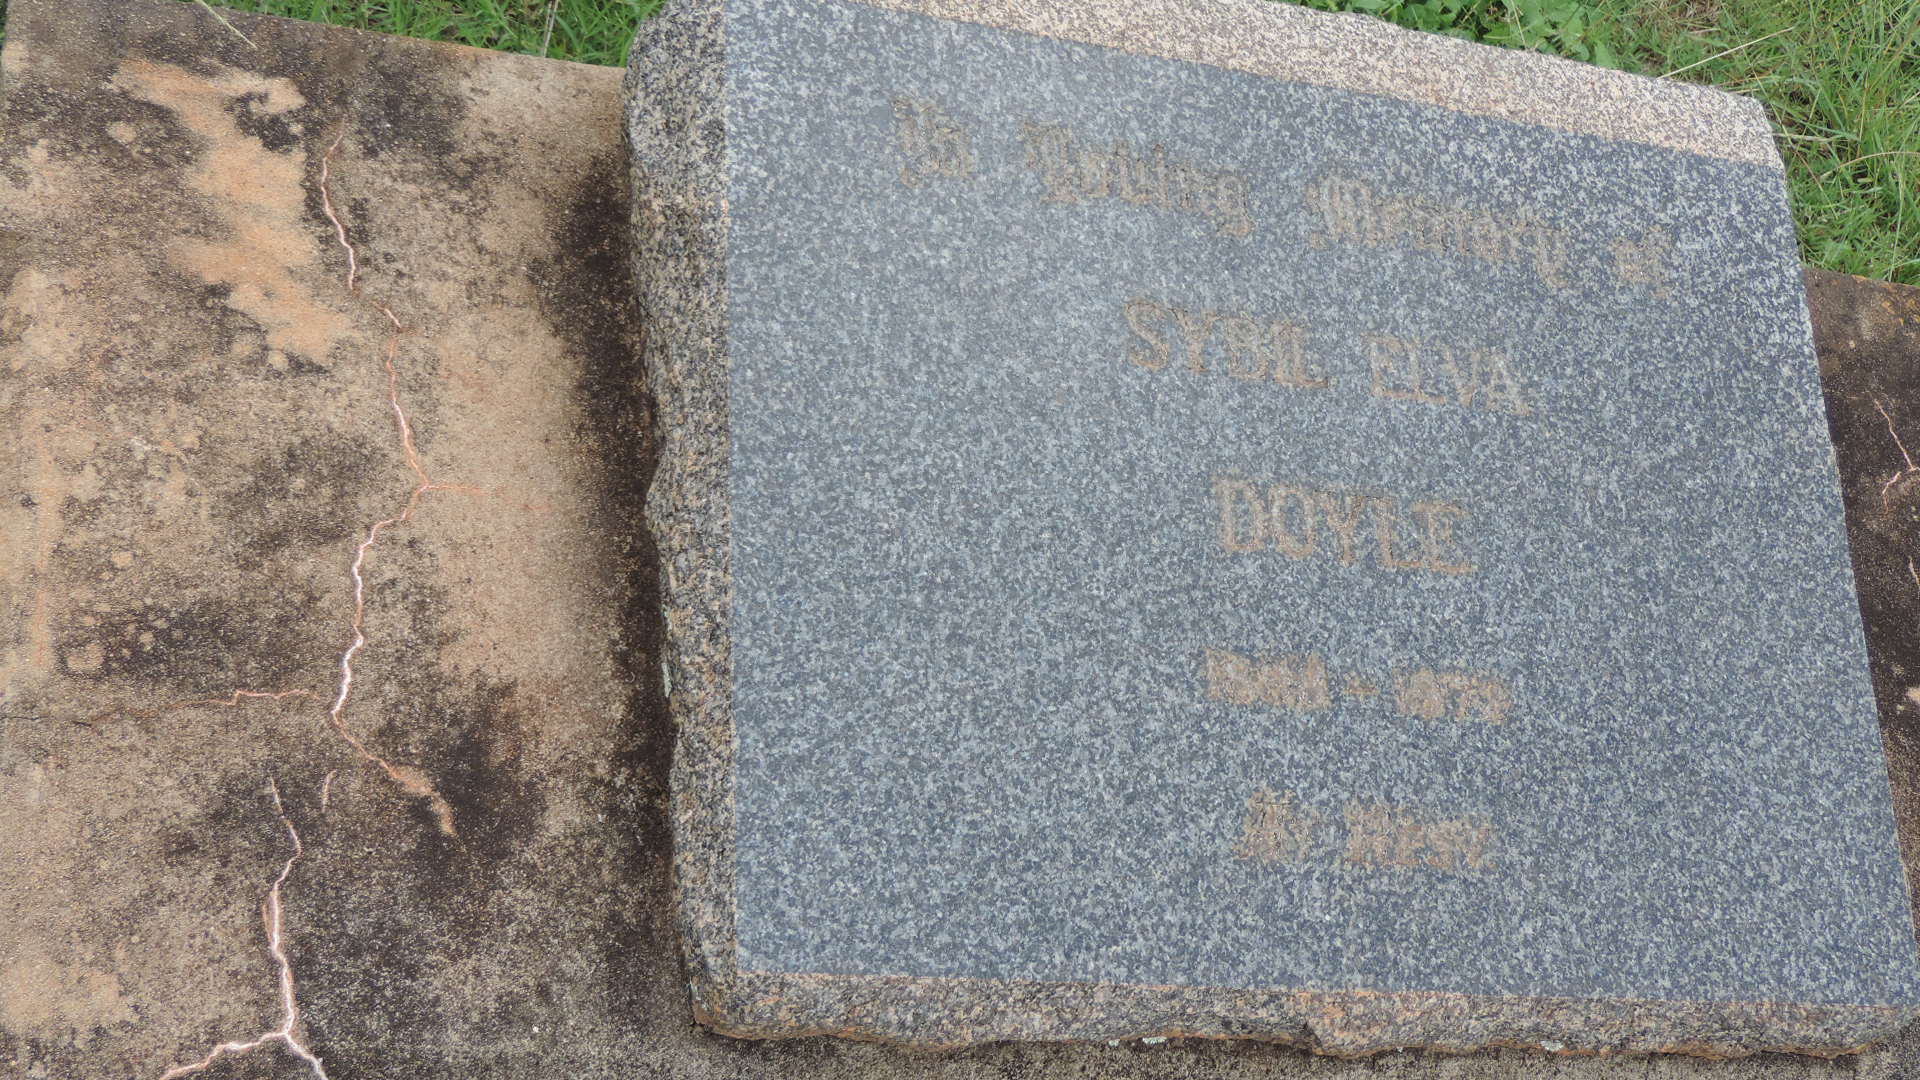 In Loving Memory of
SYBIL ELVA
DOYLE
At Rest